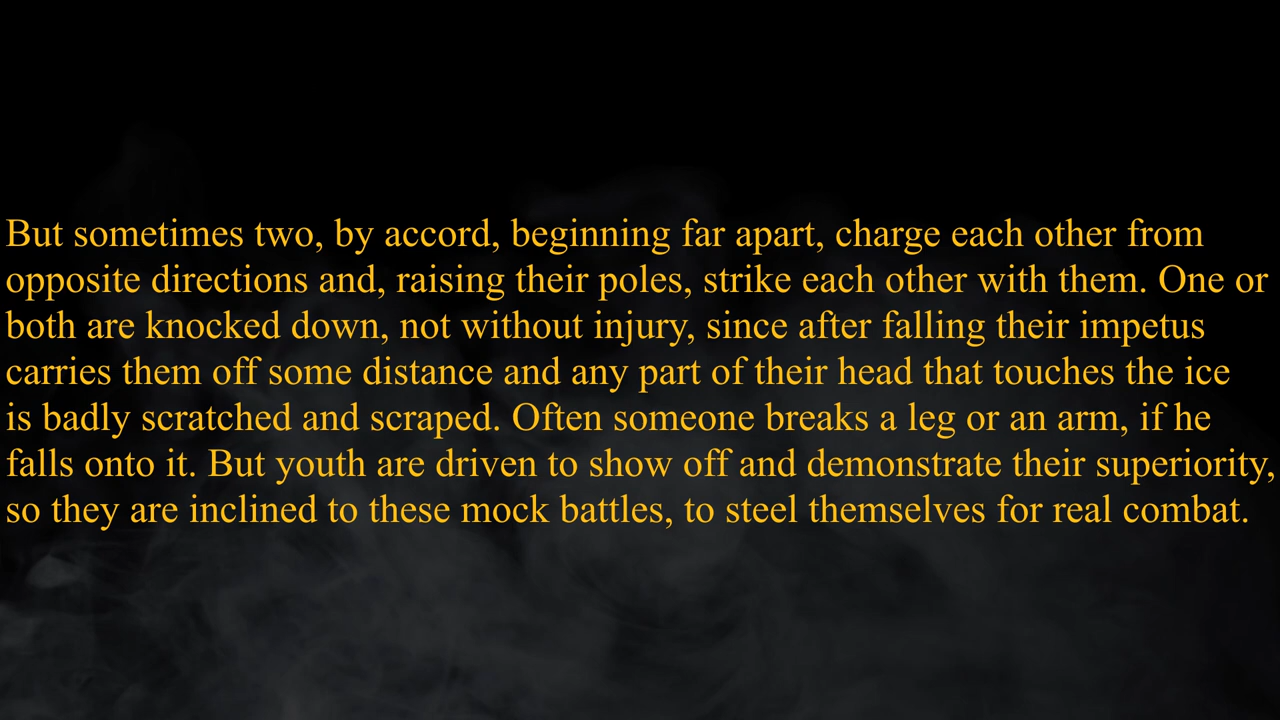 But sometimes two, by accord, beginning far apart, charge each other from
opposite directions and, raising their poles, strike each other with them. One or
both are knocked down, not without injury, since after falling their impetus
carries them off some distance and any part of their head that touches the ice
is badly scratched and scraped. Often someone breaks a leg or an arm, if he
falls onto it. But youth are driven to show off and demonstrate their superiority,
so they are inclined to these mock battles, to steel themselves for real combat.